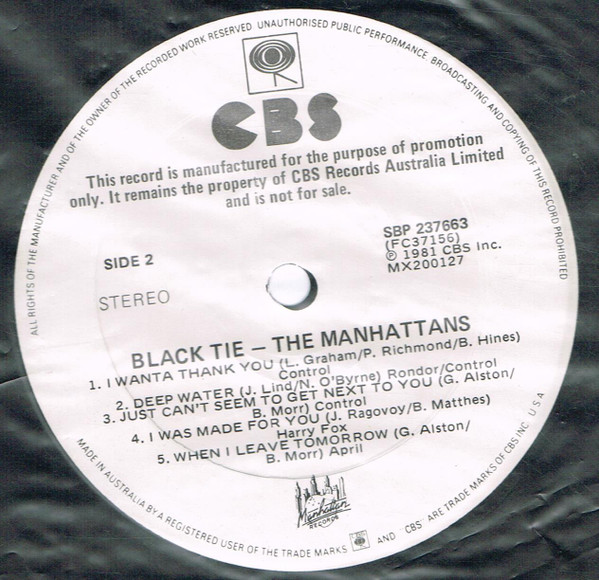 ALL RIGHTS OF THE MANUFACTURER AND OF THE OWNER OF THE RECORDED WORK RESERVED UNAUTHORISED PUBLIC PERFORMANCE BROADCASTING AND COPYING OF THIS RECORD PROHIBITED
CBS
This record is manufactured for the purpose of promotion
only. It remains the property of CBS Records Australia Limited
and is not for sale.
SBP 237663
(FC37156)
℗ 1981 CBS Inc.
MX200127
SIDE 2
STEREO
BLACK TIE – THE MANHATTANS
1. I WANTA THANK YOU (L. Graham/P. Richmond/B. Hines)
Control
2. DEEP WATER (J. Lind/N. O'Byrne) Rondor/Control
3. JUST CAN'T SEEM TO GET NEXT TO YOU (G. Alston/
B. Morr) Control
4. I WAS MADE FOR YOU (J. Ragovoy/B. Matthes)
Harry Fox
5. WHEN I LEAVE TOMORROW (G. Alston/
B. Morr) April
Manhattan
RECORDS
MADE IN AUSTRALIA BY A REGISTERED USER OF THE TRADE MARKS AND "CBS" ARE TRADE MARKS OF CBS INC. U S A